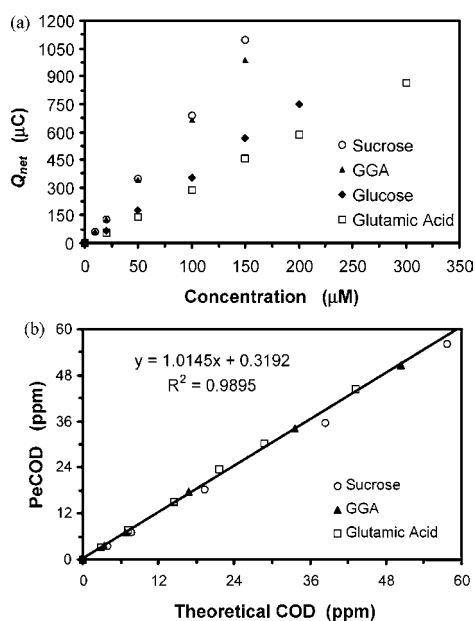 (a)
1200
1050
900
750
600
450
300
150
0
Qnet (μC)
Sucrose
GGA
Glucose
Glutamic Acid
0 50 100 150 200 250 300 350
Concentration (μM)
(b)
60
48
36
24
12
0
PeCOD
(ppm)
y = 1.0145x + 0.3192
R² = 0.9895
Sucrose
GGA
Glutamic Acid
0 12 24 36 48 60
Theoretical COD (ppm)